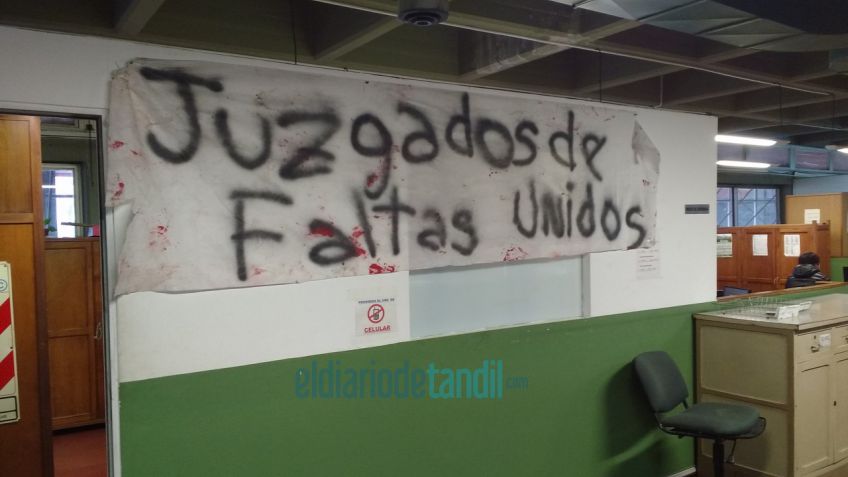 Juzgados de
Faltas Unidos
CELULAR
eldiariodetandil.com